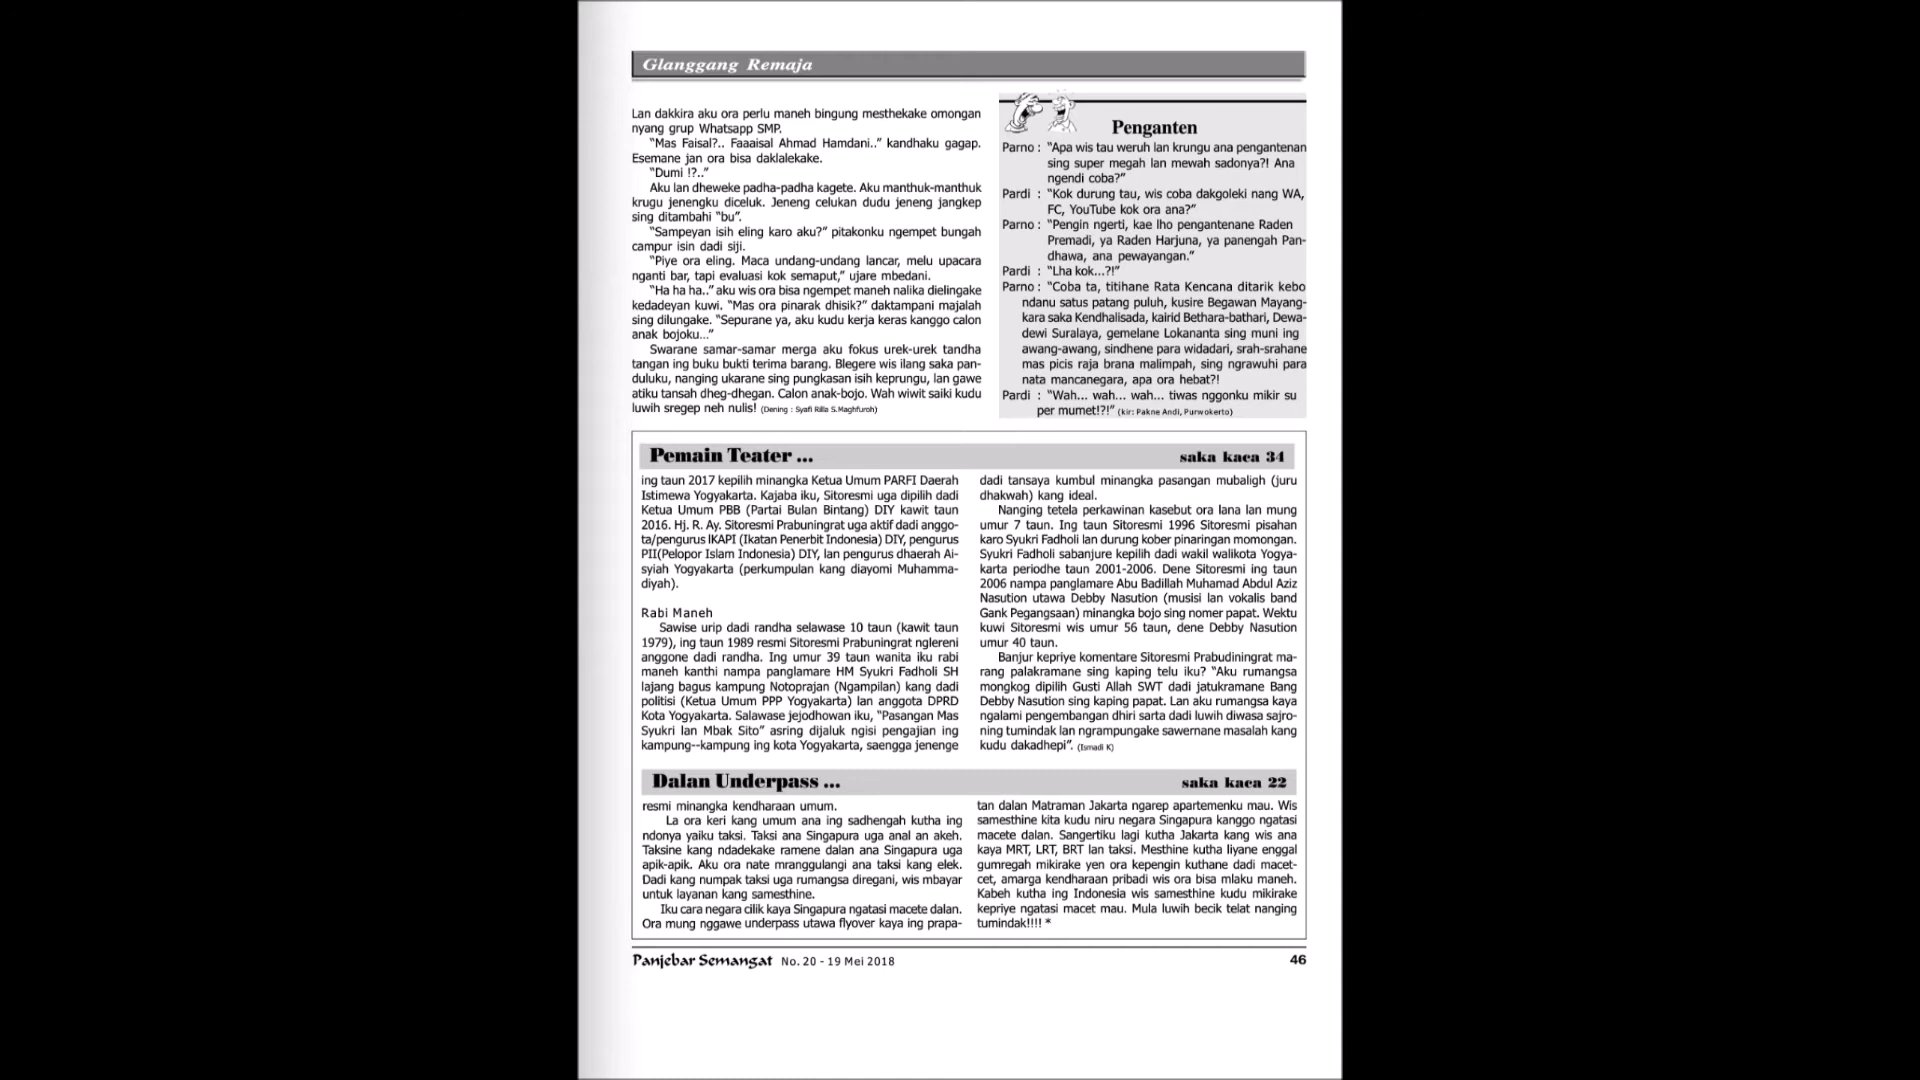 Glanggang Remaja
Lan dakkira aku ora perlu maneh bingung mesthekake omongan
nyang grup Whatsapp SMP.
“Mas Faisal?.. Faaaisal Ahmad Hamdani..” kandhaku gagap.
Esemane jan ora bisa daklalekake.
“Dumi !?..”
Aku lan dheweke padha-padha kagete. Aku manthuk-manthuk
krugu jenengku diceluk. Jeneng celukan dudu jeneng jangkep
sing ditambahi “bu”.
“Sampeyan isih eling karo aku?” pitakonku ngempet bungah
campur isin dadi siji.
“Piye ora eling. Maca undang-undang lancar, melu upacara
nganti bar, tapi evaluasi kok semaput,” ujare mbedani.
“Ha ha ha..” aku wis ora bisa ngempet maneh nalika dielingake
kedadeyan kuwi. “Mas ora pinarak dhisik?” daktampani majalah
sing dilungake. “Sepurane ya, aku kudu kerja keras kanggo calon
anak bojoku...”
Swarane samar-samar merga aku fokus urek-urek tandha
tangan ing buku bukti terima barang. Blegere wis ilang saka pan-
duluku, nanging ukarane sing pungkasan isih keprungu, lan gawe
atiku tansah dheg-dhegan. Calon anak-bojo. Wah wiwit saiki kudu
luwih sregep neh nulis! (Dening : Syafi Rilla S.Maghfuroh)
Penganten
Parno : “Apa wis tau weruh lan krungu ana pengantenan
sing super megah lan mewah sadonya?! Ana
ngendi coba?”
Pardi : “Kok durung tau, wis coba dakgoleki nang WA,
FC, YouTube kok ora ana?”
Parno : “Pengin ngerti, kae lho pengantenane Raden
Premadi, ya Raden Harjuna, ya panengah Pan-
dhawa, ana pewayangan.”
Pardi : “Lha kok...?!”
Parno : “Coba ta, titihane Rata Kencana ditarik kebo
ndanu satus patang puluh, kusire Begawan Mayang-
kara saka Kendhalisada, kairid Bethara-bathari, Dewa-
dewi Suralaya, gemelane Lokananta sing muni ing
awang-awang, sindhene para widadari, srah-srahane
mas picis raja brana malimpah, sing ngrawuhi para
nata mancanegara, apa ora hebat?!
Pardi : “Wah... wah... wah... tiwas nggonku mikir su
per mumet!?!” (kir: Pakne Andi, Purwokerto)
Pemain Teater ... saka kaca 34
ing taun 2017 kepilih minangka Ketua Umum PARFI Daerah
Istimewa Yogyakarta. Kajaba iku, Sitoresmi uga dipilih dadi
Ketua Umum PBB (Partai Bulan Bintang) DIY kawit taun
2016. Hj. R. Ay. Sitoresmi Prabuningrat uga aktif dadi anggo-
ta/pengurus IKAPI (Ikatan Penerbit Indonesia) DIY, pengurus
PII(Pelopor Islam Indonesia) DIY, lan pengurus dhaerah Ai-
syiah Yogyakarta (perkumpulan kang diayomi Muhamma-
diyah).
Rabi Maneh
Sawise urip dadi randha selawase 10 taun (kawit taun
1979), ing taun 1989 resmi Sitoresmi Prabuningrat nglereni
anggone dadi randha. Ing umur 39 taun wanita iku rabi
maneh kanthi nampa panglamare HM Syukri Fadholi SH
lajang bagus kampung Notoprajan (Ngampilan) kang dadi
politisi (Ketua Umum PPP Yogyakarta) lan anggota DPRD
Kota Yogyakarta. Salawase jejodhowan iku, “Pasangan Mas
Syukri lan Mbak Sito” asring dijaluk ngisi pengajian ing
kampung--kampung ing kota Yogyakarta, saengga jenenge
dadi tansaya kumbul minangka pasangan mubaligh (juru
dhakwah) kang ideal.
Nanging tetela perkawinan kasebut ora lana lan mung
umur 7 taun. Ing taun Sitoresmi 1996 Sitoresmi pisahan
karo Syukri Fadholi lan durung kober pinaringan momongan.
Syukri Fadholi sabanjure kepilih dadi wakil walikota Yogya-
karta periodhe taun 2001-2006. Dene Sitoresmi ing taun
2006 nampa panglamare Abu Badillah Muhamad Abdul Aziz
Nasution utawa Debby Nasution (musisi lan vokalis band
Gank Pegangsaan) minangka bojo sing nomer papat. Wektu
kuwi Sitoresmi wis umur 56 taun, dene Debby Nasution
umur 40 taun.
Banjur kepriye komentare Sitoresmi Prabudiningrat ma-
rang palakramane sing kaping telu iku? “Aku rumangsa
mongkog dipilih Gusti Allah SWT dadi jatukramane Bang
Debby Nasution sing kaping papat. Lan aku rumangsa kaya
ngalami pengembangan dhiri sarta dadi luwih diwasa sajro-
ning tumindak lan ngrampungake sawernane masalah kang
kudu dakadhepi”. (Ismadi K)
Dalan Underpass ... saka kaca 22
resmi minangka kendharaan umum.
La ora keri kang umum ana ing sadhengah kutha ing
ndonya yaiku taksi. Taksi ana Singapura uga anal an akeh.
Taksine kang ndadekake ramene dalan ana Singapura uga
apik-apik. Aku ora nate mranggulangi ana taksi kang elek.
Dadi kang numpak taksi uga rumangsa diregani, wis mbayar
untuk layanan kang samesthine.
Iku cara negara cilik kaya Singapura ngatasi macete dalan.
Ora mung nggawe underpass utawa flyover kaya ing prapa-
tan dalan Matraman Jakarta ngarep apartemenku mau. Wis
samesthine kita kudu niru negara Singapura kanggo ngatasi
macete dalan. Sangertiku lagi kutha Jakarta kang wis ana
kaya MRT, LRT, BRT lan taksi. Mesthine kutha liyane enggal
gumregah mikirake yen ora kepengin kuthane dadi macet-
cet, amarga kendharaan pribadi wis ora bisa mlaku maneh.
Kabeh kutha ing Indonesia wis samesthine kudu mikirake
kepriye ngatasi macet mau. Mula luwih becik telat nanging
tumindak!!!! *
Panjebar Semangat No. 20 - 19 Mei 2018
46